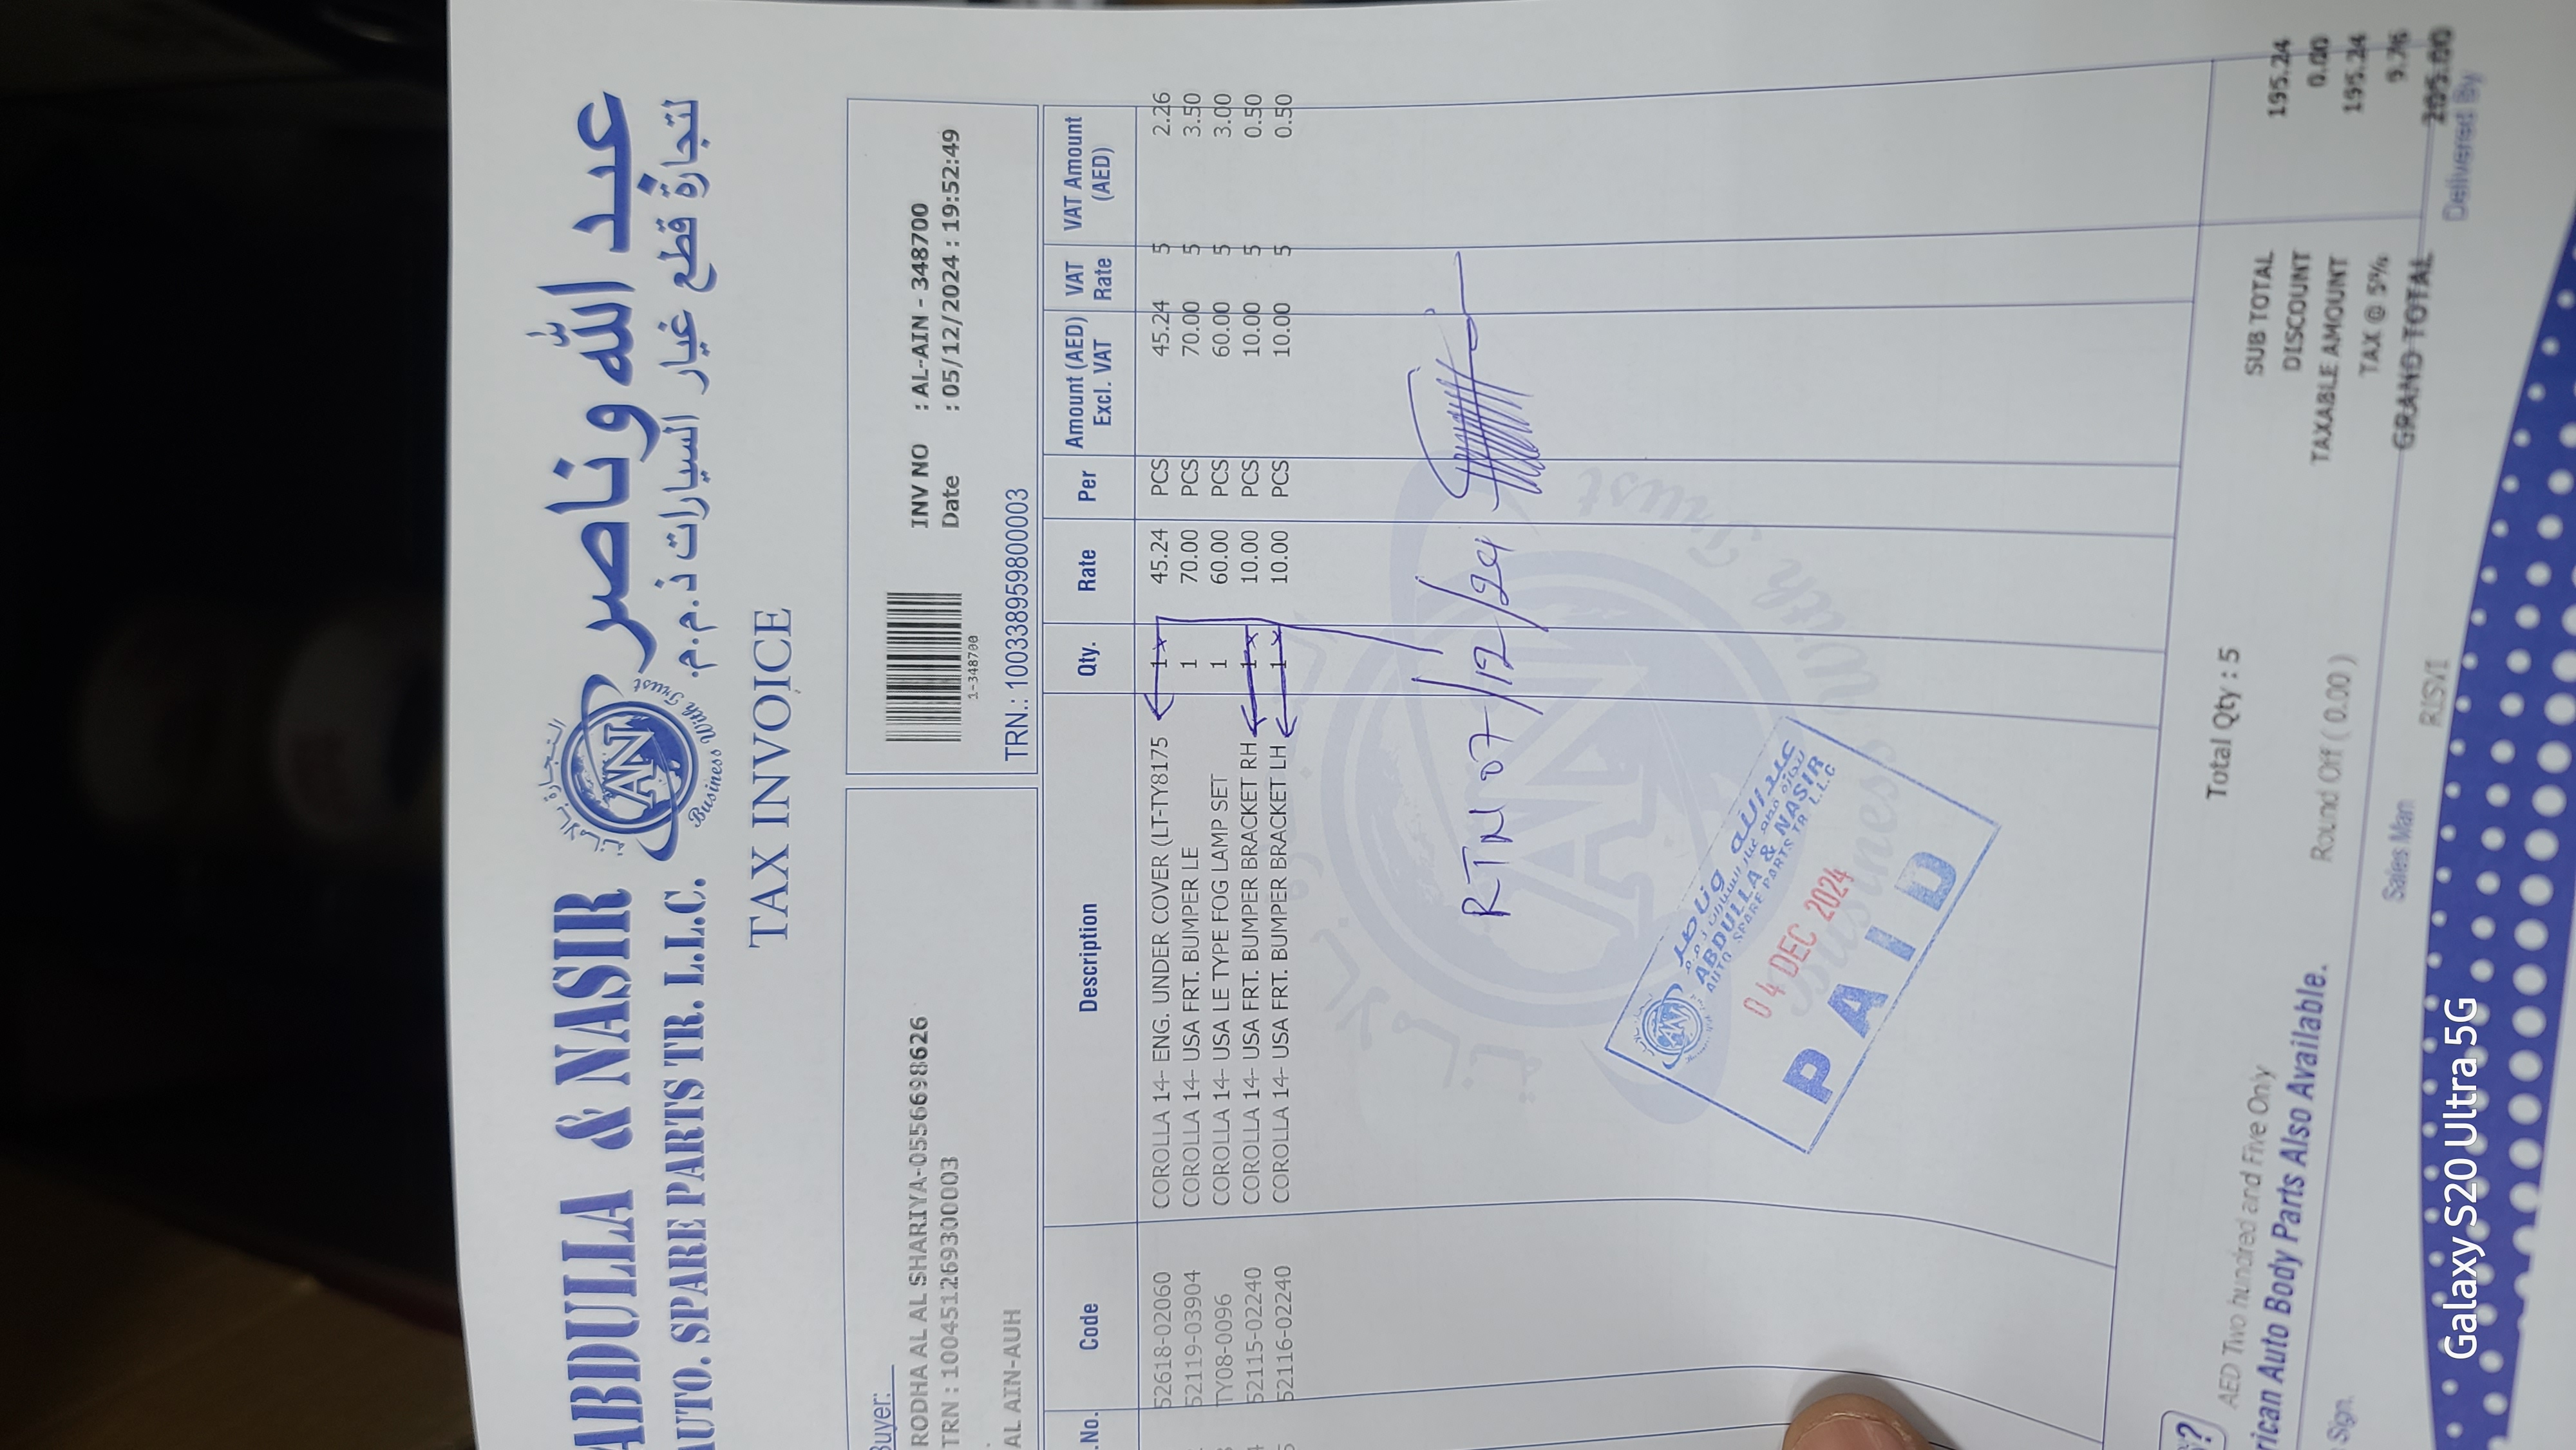 ABDULLA & NASIR
AUTO. SPARE PARTS TR. L.L.C.
عبد الله وناصر
لتجارة قطع غيار السيارات ذ.م.م.
AN
Business With Trust
TAX INVOICE
Buyer:
RODHA AL AL SHARIYA-0556698626
TRN : 100451269300003
AL AIN-AUH
1-348700
INV NO : AL-AIN - 348700
Date : 05/12/2024 : 19:52:49
TRN.: 100338959800003
.No. Code Description Qty. Rate Per Amount (AED) Excl. VAT VAT Rate VAT Amount (AED)
52618-02060 COROLLA 14- ENG. UNDER COVER (LT-TY8175 1 x 45.24 PCS 45.24 5 2.26
52119-03904 COROLLA 14- USA FRT. BUMPER LE 1 70.00 PCS 70.00 5 3.50
TY08-0096 COROLLA 14- USA LE TYPE FOG LAMP SET 1 60.00 PCS 60.00 5 3.00
4 52115-02240 COROLLA 14- USA FRT. BUMPER BRACKET RH 1 x 10.00 PCS 10.00 5 0.50
5 52116-02240 COROLLA 14- USA FRT. BUMPER BRACKET LH 1 x 10.00 PCS 10.00 5 0.50
RTN 07/12/24
AN
Business With Trust
عبد الله وناصر
ABDULLA & NASIR
AUTO SPARE PARTS TR L.L.C
04 DEC 2024
PAID
Total Qty : 5
SUB TOTAL 195.24
DISCOUNT 0.00
TAXABLE AMOUNT 195.24
TAX @ 5% 9.76
GRAND TOTAL 205.00
AED Two hundred and Five Only
Round Off ( 0.00 )
rican Auto Body Parts Also Available.
Sign.
Sales Man RISVI
Delivered By
Galaxy S20 Ultra 5G